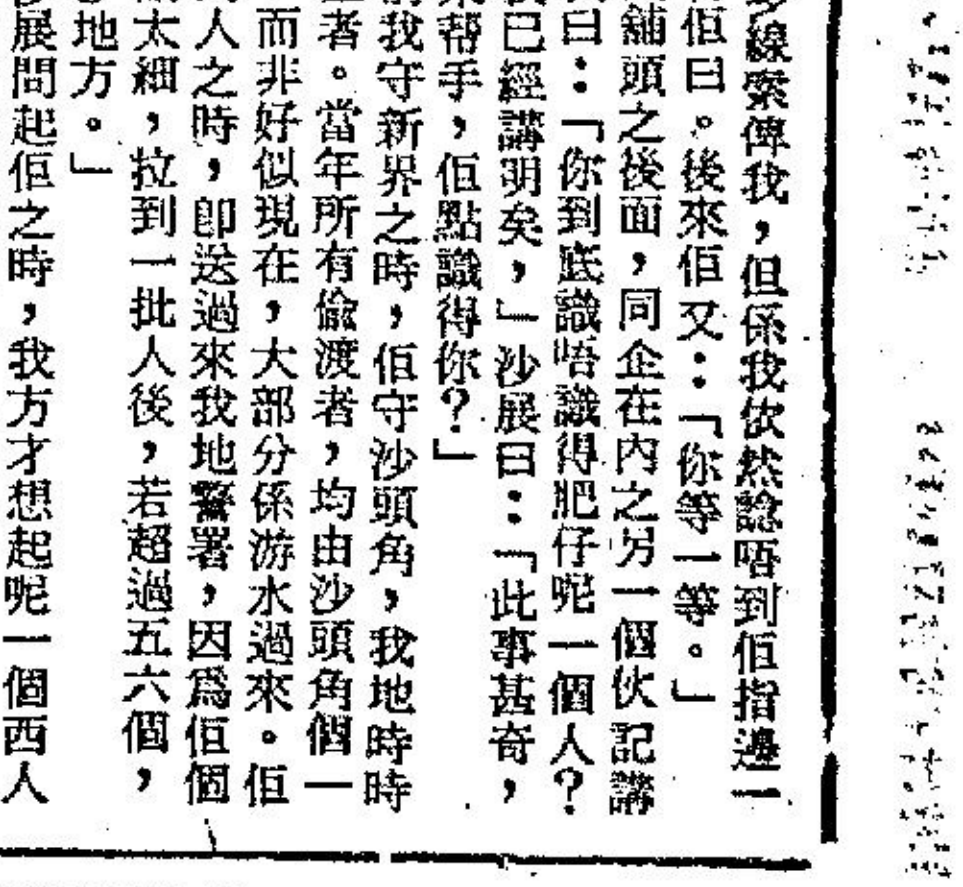 線索俾我，但係我仍然諗唔到佢指邊一
佢曰。後來佢又：「你等一等。」
舖頭之後面，同企在內之另一個伙記講
曰：「你到底識唔識得肥仔呢一個人？
已經講明矣，」沙展曰：「此事甚奇，
幫手，佢點識得你？」
我守新界之時，佢守沙頭角，我地時時
者。當年所有偷渡者，均由沙頭角個一
而非好似現在，大部分係游水過來。佢
人之時，即送過來我地警署，因爲佢個
太細，拉到一批人後，若超過五六個，
地方。」
展問起佢之時，我方才想起呢一個西人